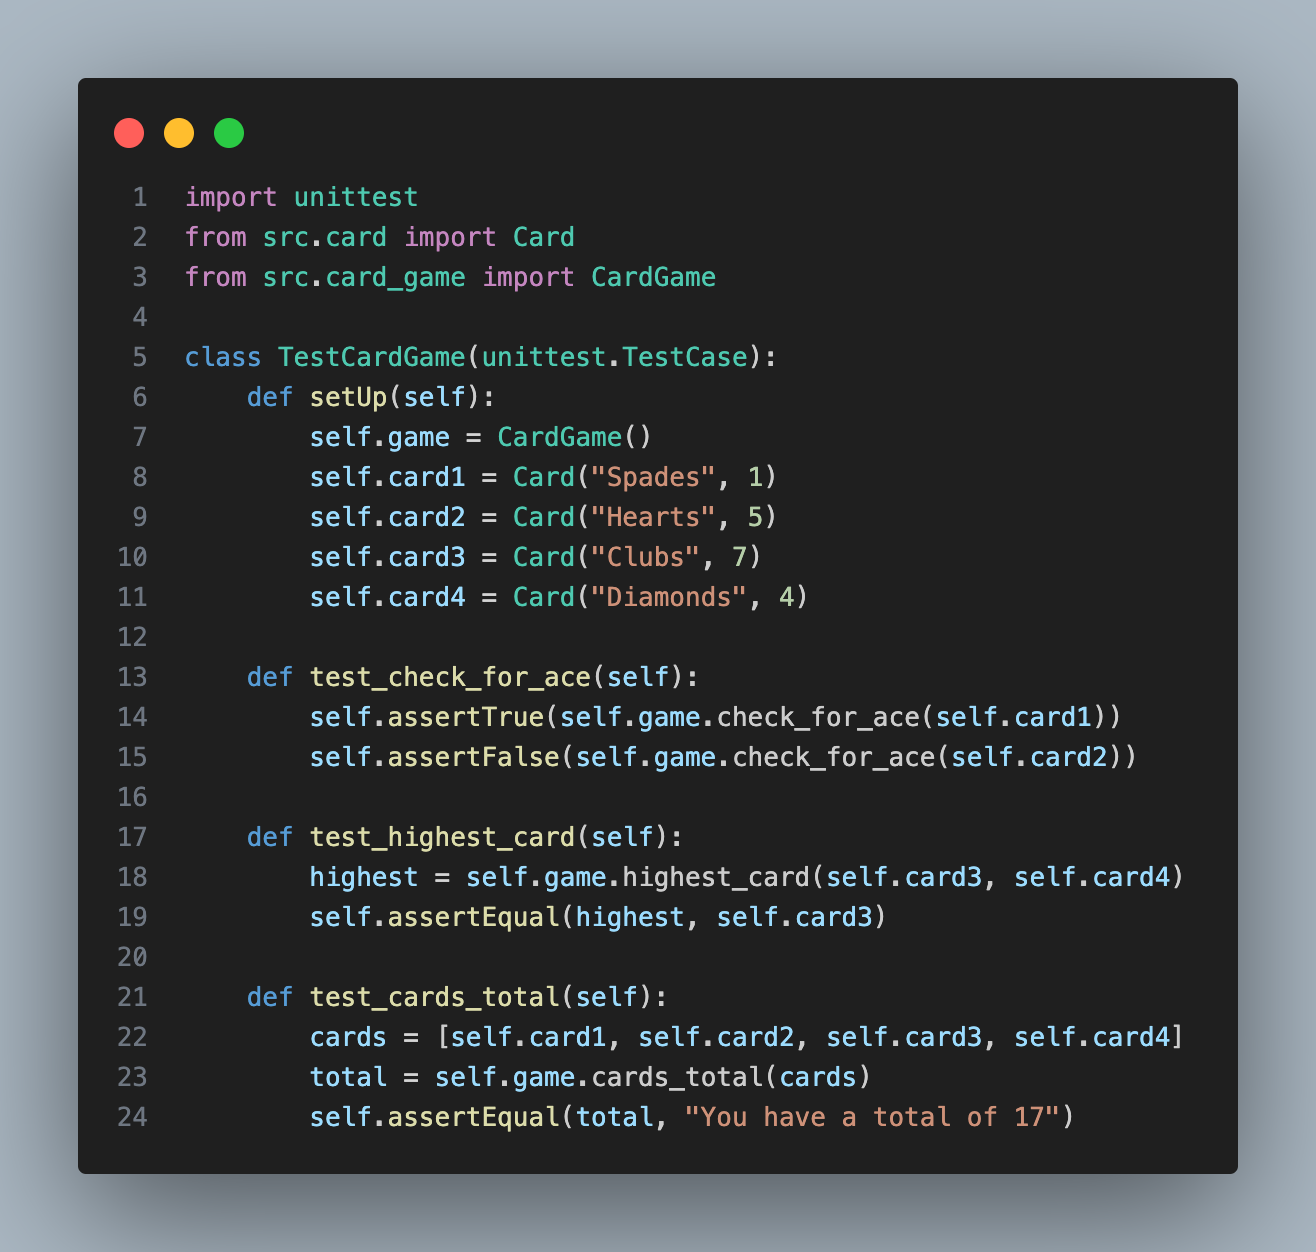 1 import unittest
2 from src.card import Card
3 from src.card_game import CardGame
4
5 class TestCardGame(unittest.TestCase):
6     def setUp(self):
7         self.game = CardGame()
8         self.card1 = Card("Spades", 1)
9         self.card2 = Card("Hearts", 5)
10         self.card3 = Card("Clubs", 7)
11         self.card4 = Card("Diamonds", 4)
12
13     def test_check_for_ace(self):
14         self.assertTrue(self.game.check_for_ace(self.card1))
15         self.assertFalse(self.game.check_for_ace(self.card2))
16
17     def test_highest_card(self):
18         highest = self.game.highest_card(self.card3, self.card4)
19         self.assertEqual(highest, self.card3)
20
21     def test_cards_total(self):
22         cards = [self.card1, self.card2, self.card3, self.card4]
23         total = self.game.cards_total(cards)
24         self.assertEqual(total, "You have a total of 17")